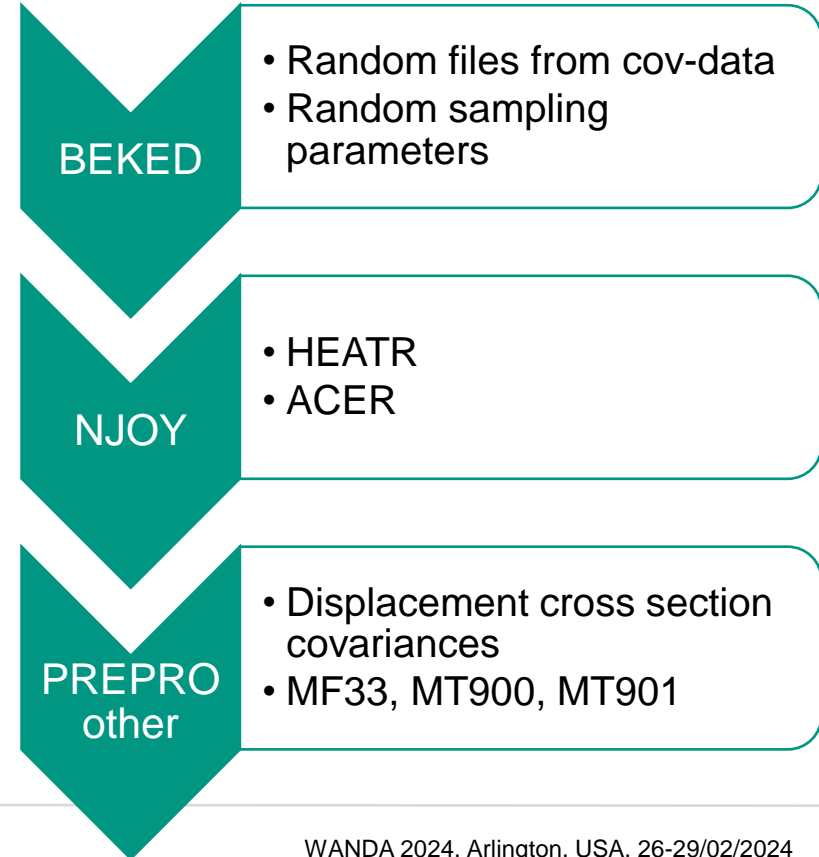 BEKED
• Random files from cov-data
• Random sampling
parameters
NJOY
• HEATR
• ACER
PREPRO
other
• Displacement cross section
covariances
• MF33, MT900, MT901
WANDA 2024, Arlington, USA, 26-29/02/2024